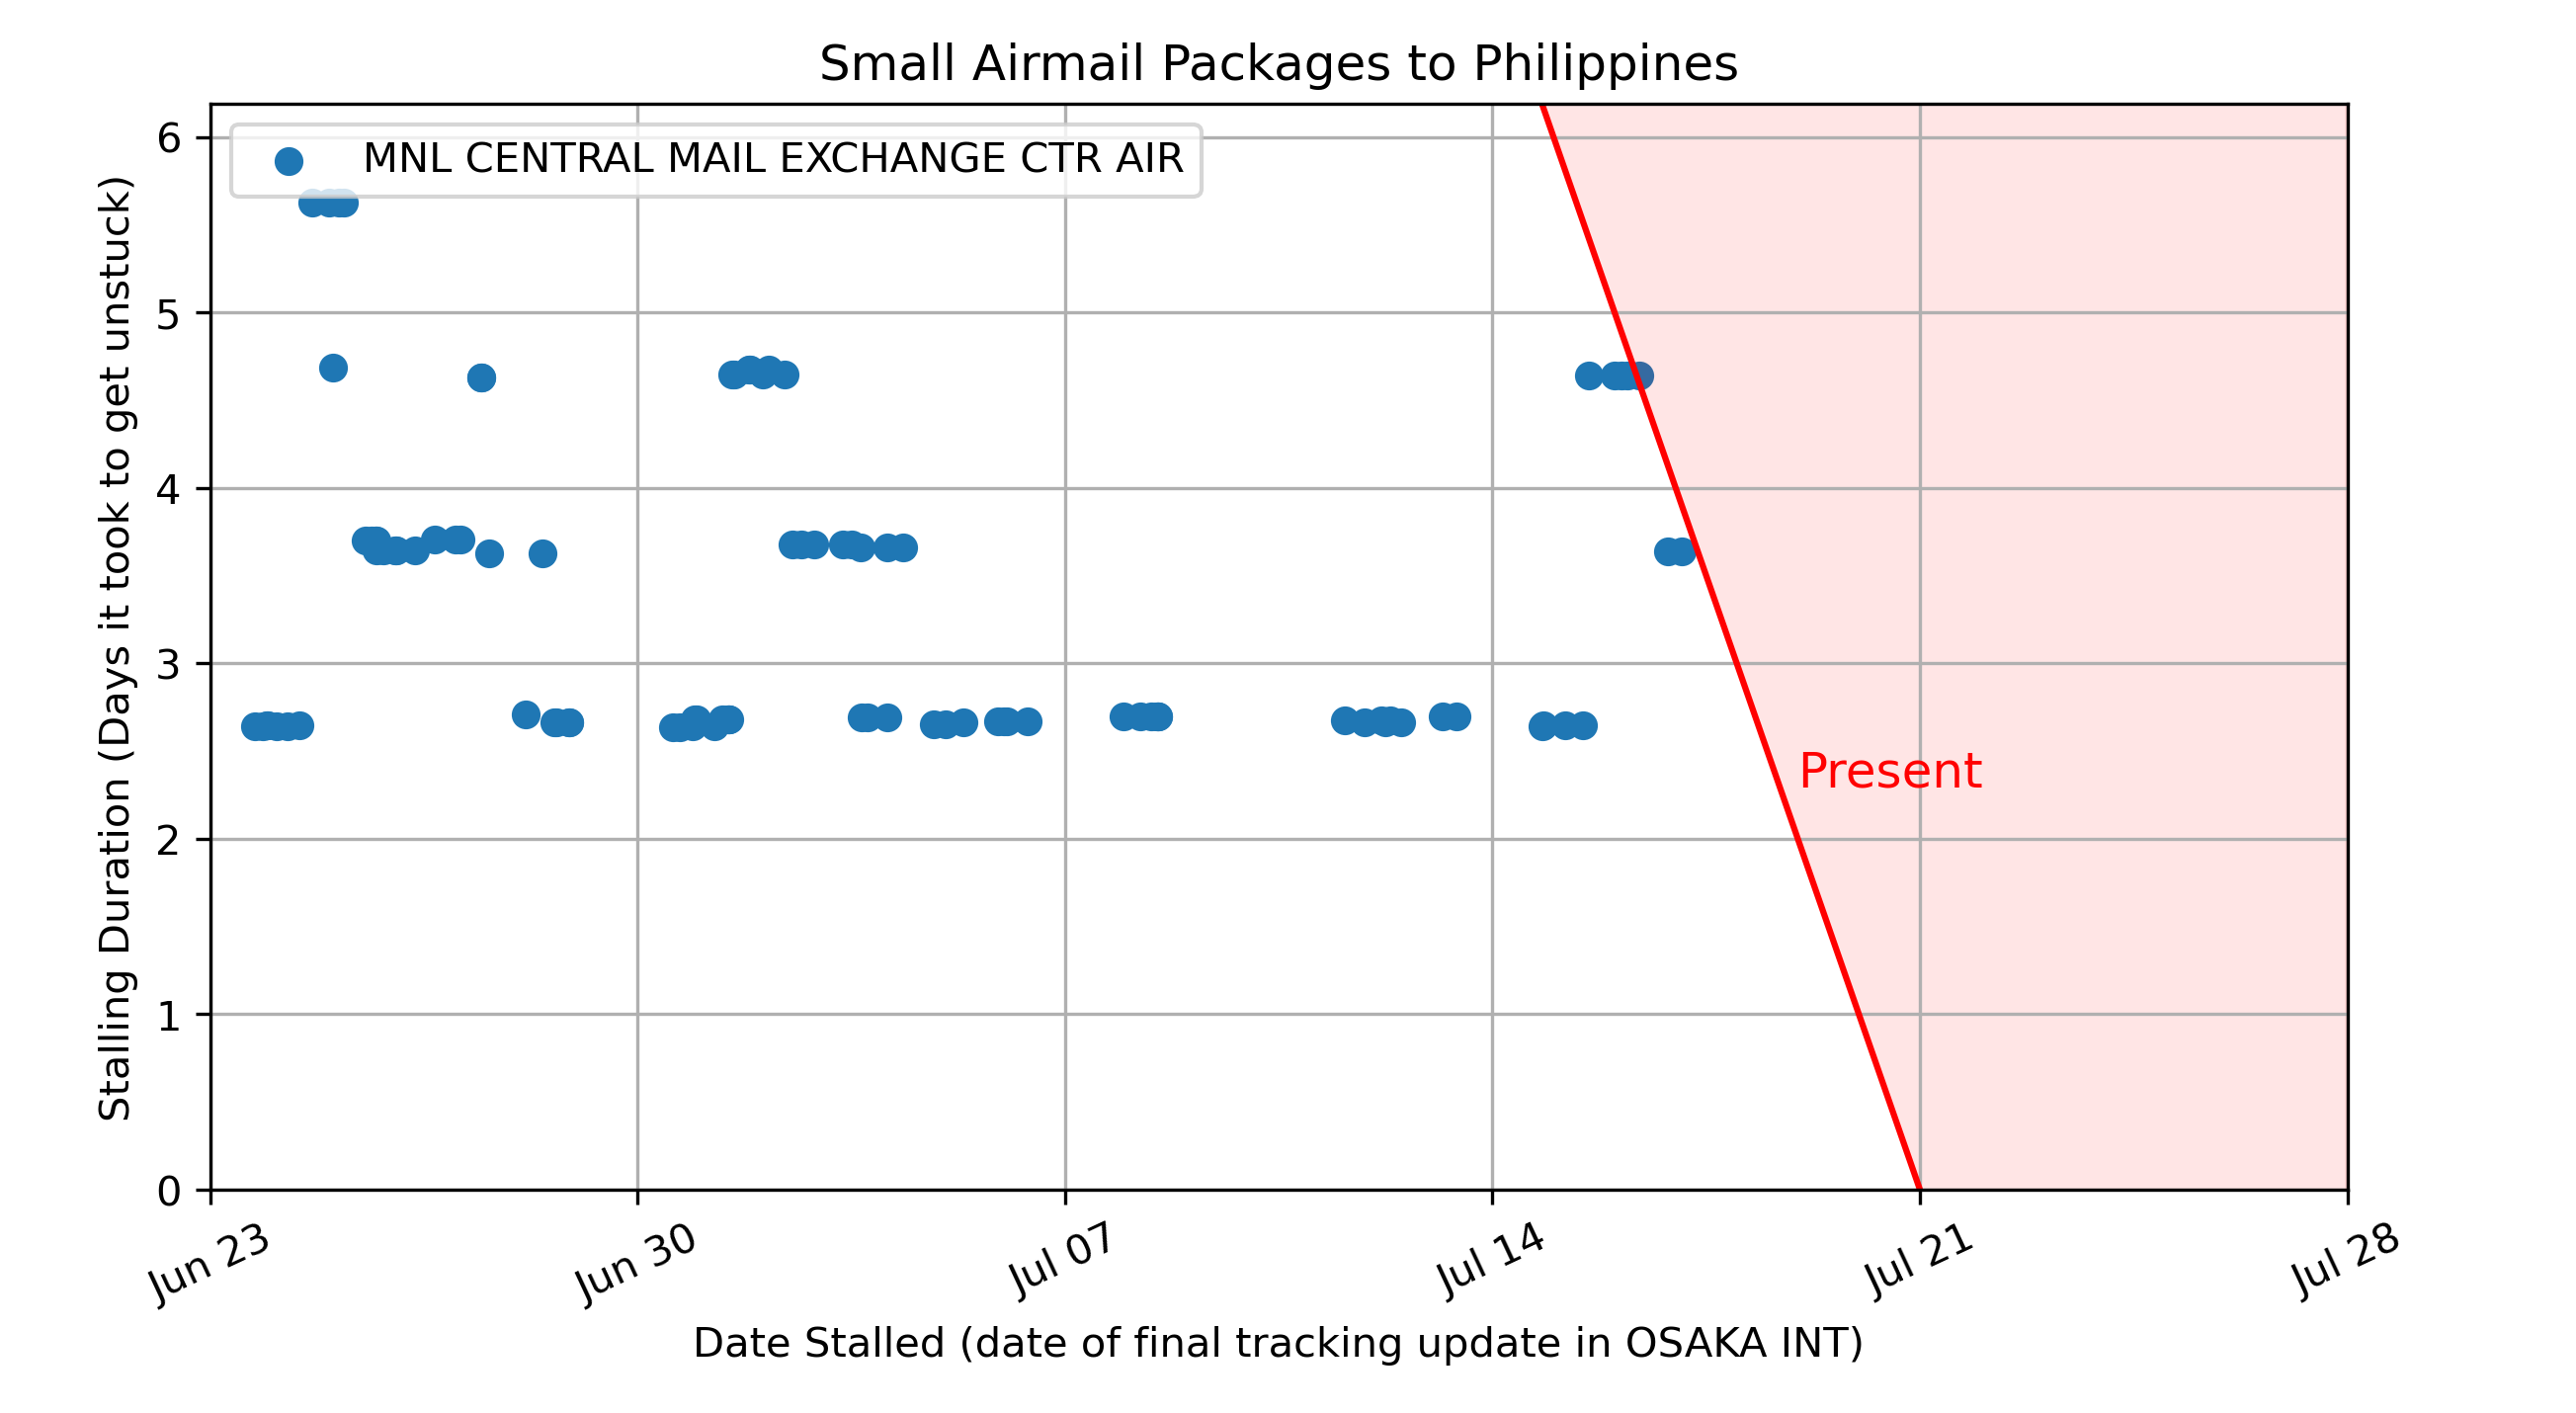 Small Airmail Packages to Philippines
MNL CENTRAL MAIL EXCHANGE CTR AIR
Stalling Duration (Days it took to get unstuck)
6
5
4
3
2
1
0
Present
Jun 23
Jun 30
Jul 07
Jul 14
Jul 21
Jul 28
Date Stalled (date of final tracking update in OSAKA INT)